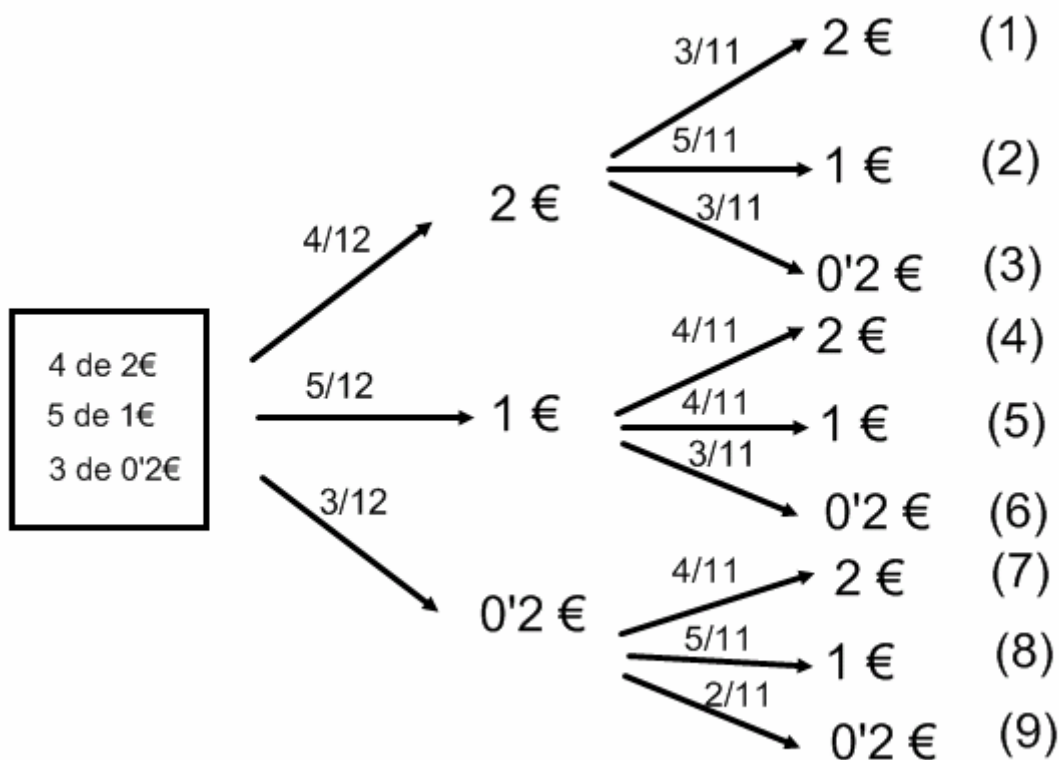 3/11 2 € (1)
5/11 1 € (2)
2 €
3/11
4/12
0'2 € (3)
4/11 2 € (4)
4 de 2€
5/12
5 de 1€ 1 € 4/11 1 € (5)
3 de 0'2€ 3/11
3/12
0'2 € (6)
4/11 2 € (7)
0'2 €
5/11 1 € (8)
2/11
0'2 € (9)